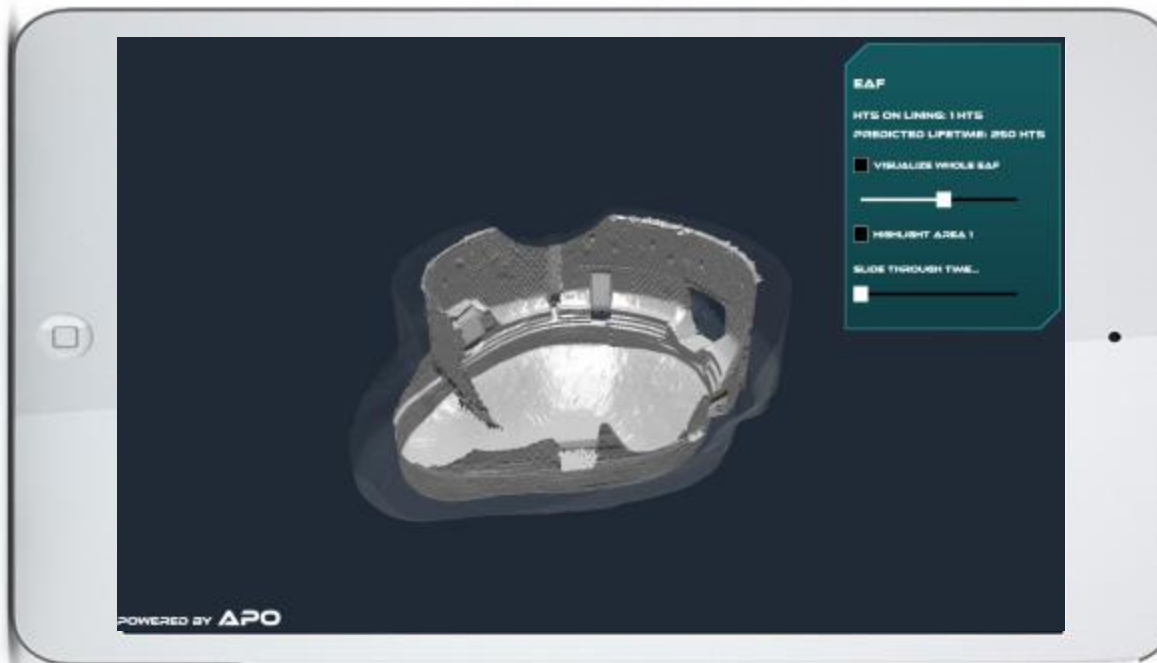 EAF
HTS ON LINING: 1 HTS
PREDICTED LIFETIME: 250 HTS
VISUALIZE WHOLE EAF
HIGHLIGHT AREA 1
SLIDE THROUGH TIME...
POWERED BY APO